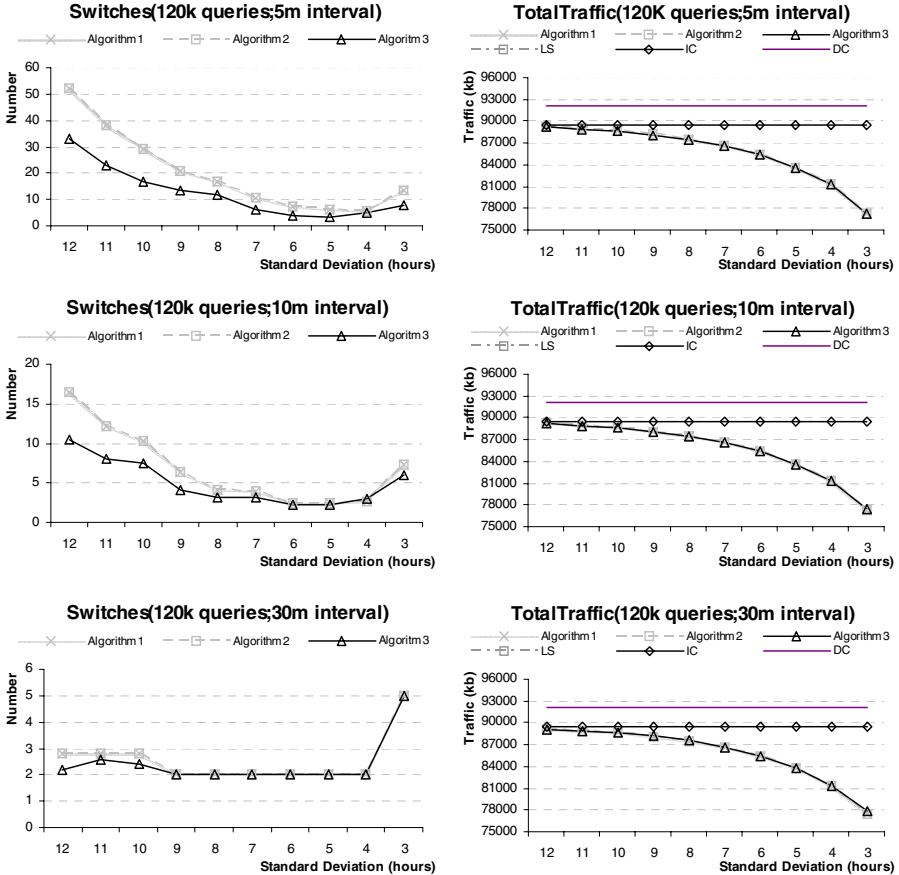 Switches(120k queries;5m interval)
Algorithm1 Algorithm2 Algoritm3
Number
60
50
40
30
20
10
0
12 11 10 9 8 7 6 5 4 3
Standard Deviation (hours)
TotalTraffic(120K queries;5m interval)
Algorithm1 Algorithm2 Algorithm3
LS IC DC
Traffic (kb)
96000
93000
90000
87000
84000
81000
78000
75000
12 11 10 9 8 7 6 5 4 3
Standard Deviation (hours)
Switches(120k queries;10m interval)
Algorithm1 Algorithm2 Algoritm3
Number
20
15
10
5
0
12 11 10 9 8 7 6 5 4 3
Standard Deviation (hours)
TotalTraffic(120k queries;10m interval)
Algorithm1 Algorithm2 Algorithm3
LS IC DC
Traffic (kb)
96000
93000
90000
87000
84000
81000
78000
75000
12 11 10 9 8 7 6 5 4 3
Standard Deviation (hours)
Switches(120k queries;30m interval)
Algorithm1 Algorithm2 Algoritm3
Number
6
5
4
3
2
1
0
12 11 10 9 8 7 6 5 4 3
Standard Deviation (hours)
TotalTraffic(120k queries;30m interval)
Algorithm1 Algorithm2 Algorithm3
LS IC DC
Traffic (kb)
96000
93000
90000
87000
84000
81000
78000
75000
12 11 10 9 8 7 6 5 4 3
Standard Deviation (hours)